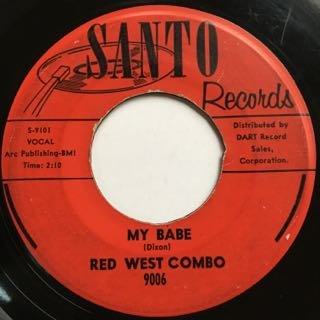 SANTO
Records
S-9101
VOCAL
Arc Publishing-BMI
Time: 2:10
Distributed by
DART Record
Sales,
Corporation.
MY BABE
(Dixon)
RED WEST COMBO
9006